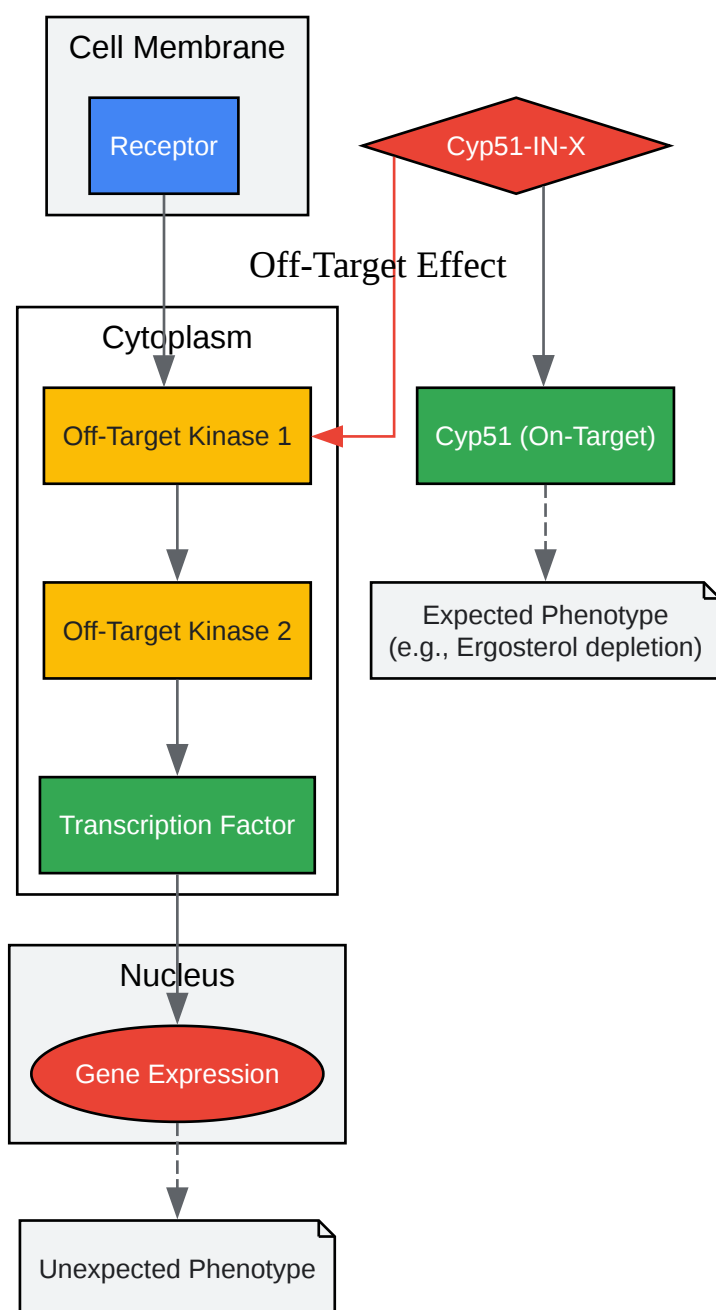 Cell Membrane
Receptor
Cyp51-IN-X
Off-Target Effect
Cytoplasm
Off-Target Kinase 1
Cyp51 (On-Target)
Off-Target Kinase 2
Expected Phenotype
(e.g., Ergosterol depletion)
Transcription Factor
Nucleus
Gene Expression
Unexpected Phenotype